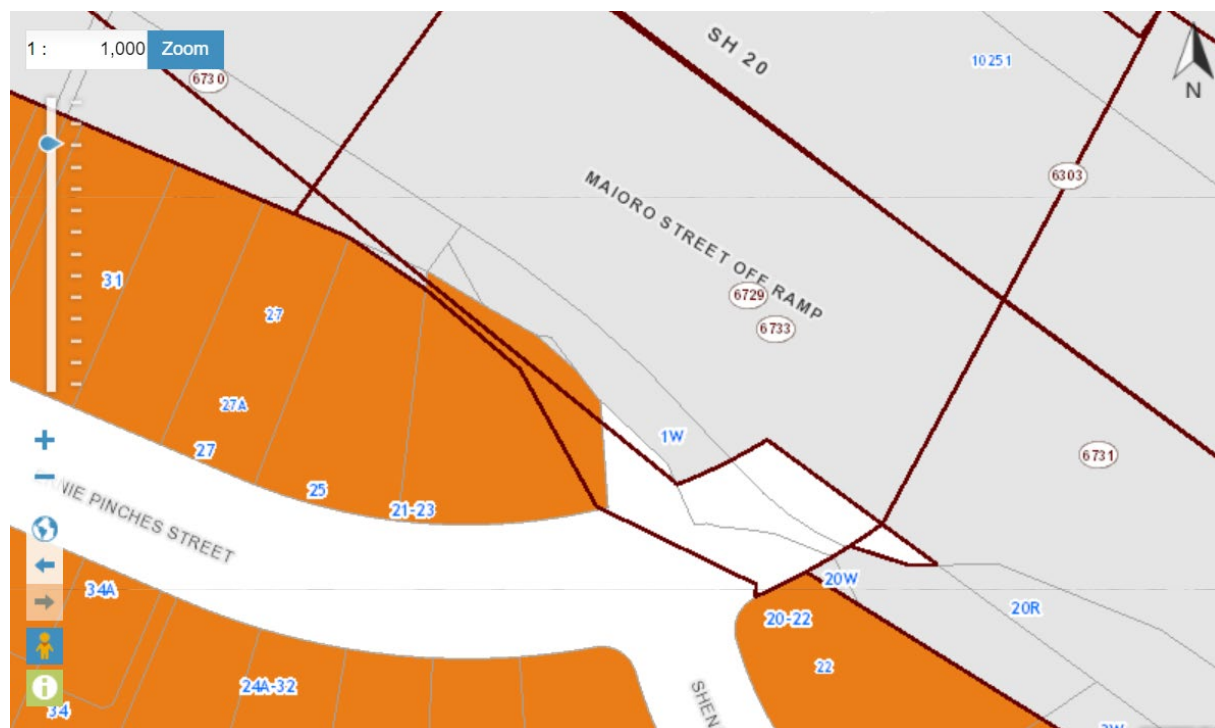 1 : 1,000 Zoom
SH 20
10251
N
6730
6303
MAIORO STREET OFF RAMP
6729
6733
31
27
27A
1W
27
6731
25
21-23
PINCHES STREET
34A
20W
20-22
20R
22
24A-32
34
SHEN